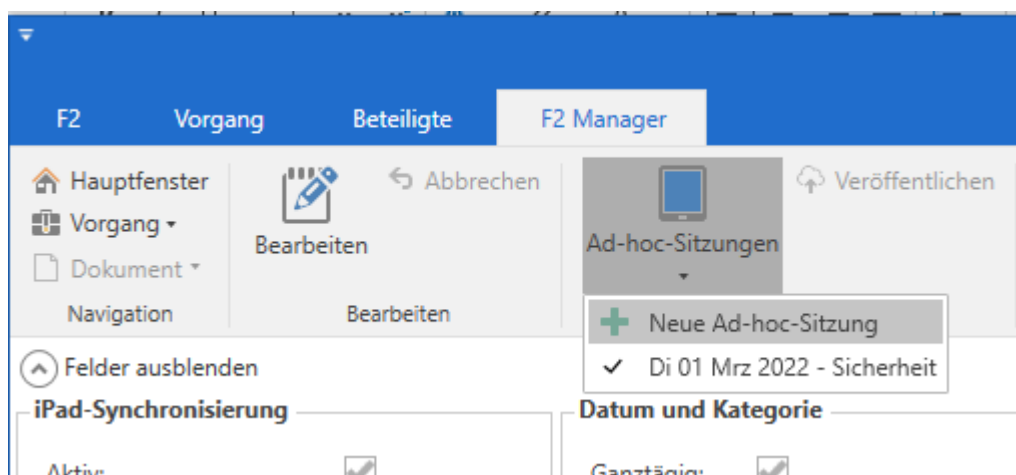 F2 Vorgang Beteiligte F2 Manager
Hauptfenster
Vorgang
Dokument
Navigation
Bearbeiten
Abbrechen
Bearbeiten
Ad-hoc-Sitzungen
Veröffentlichen
Neue Ad-hoc-Sitzung
Di 01 Mrz 2022 - Sicherheit
Felder ausblenden
iPad-Synchronisierung
Datum und Kategorie
Aktiv:
Ganztägig: